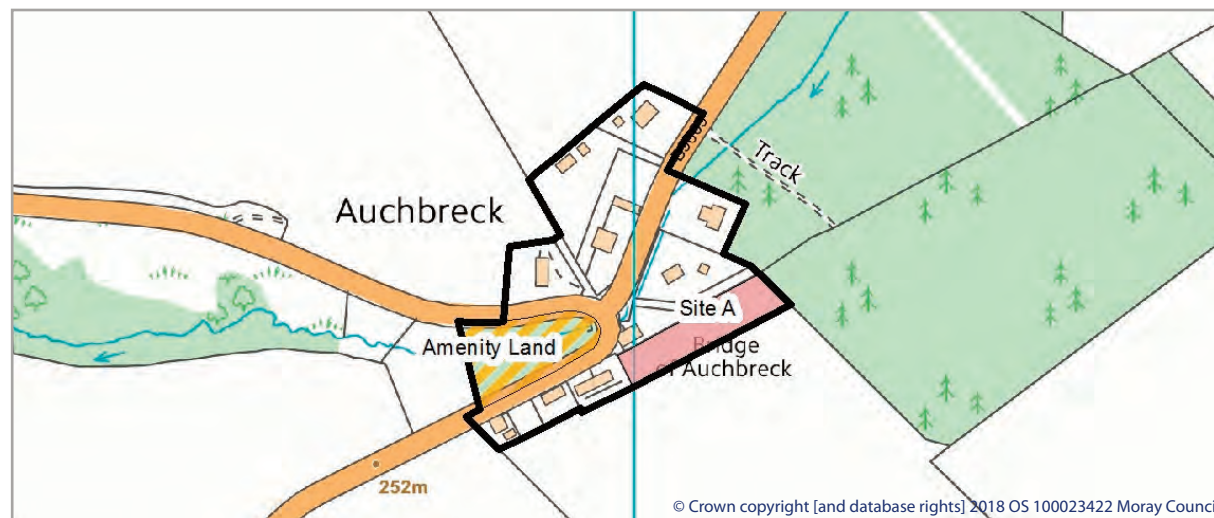 Track
Auchbreck
Site A
Amenity Land
Bridge
of Auchbreck
252m
© Crown copyright [and database rights] 2018 OS 100023422 Moray Counci